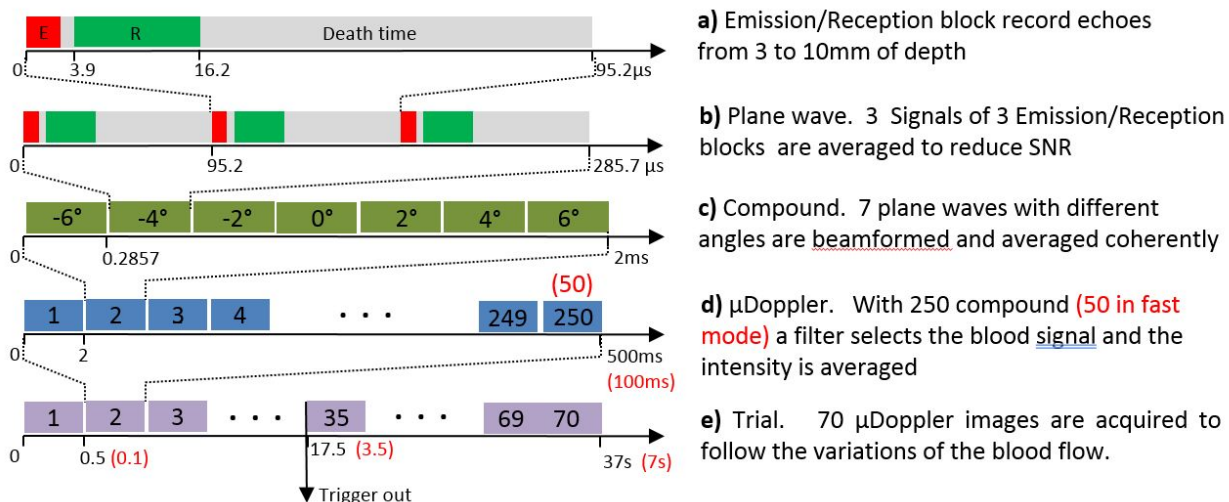 E R Death time
0 3.9 16.2 95.2µs
a) Emission/Reception block record echoes
from 3 to 10mm of depth
0 95.2 285.7 µs
b) Plane wave. 3 Signals of 3 Emission/Reception
blocks are averaged to reduce SNR
-6° -4° -2° 0° 2° 4° 6°
0 0.2857 2ms
c) Compound. 7 plane waves with different
angles are beamformed and averaged coherently
(50)
1 2 3 4 . . . 249 250
0 2 500ms
(100ms)
d) µDoppler. With 250 compound (50 in fast
mode) a filter selects the blood signal and the
intensity is averaged
1 2 3 . . . 35 . . . 69 70
0 0.5 (0.1) 17.5 (3.5) 37s (7s)
Trigger out
e) Trial. 70 µDoppler images are acquired to
follow the variations of the blood flow.